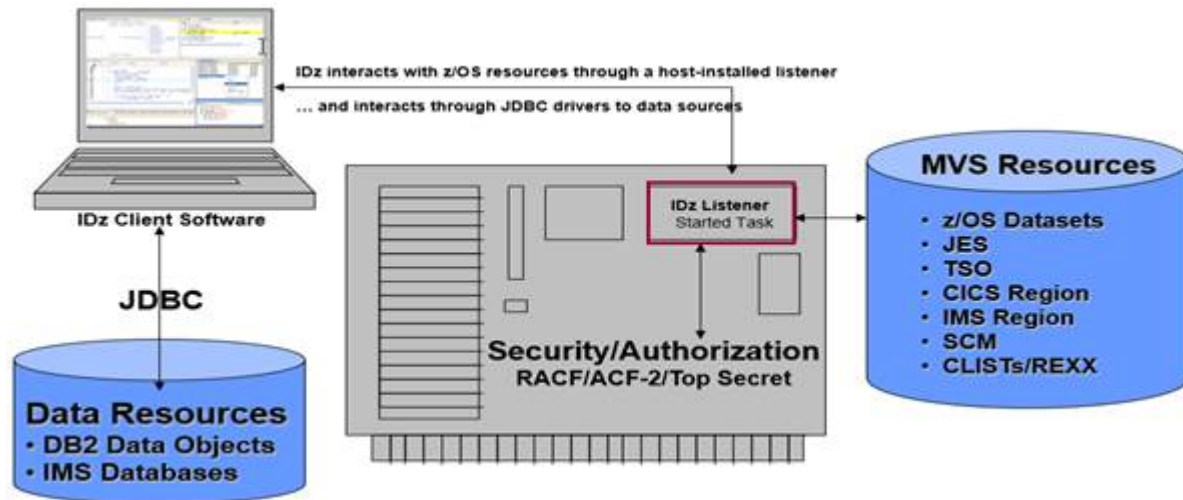 IDz interacts with z/OS resources through a host-installed listener
... and interacts through JDBC drivers to data sources
IDz Client Software
JDBC
Data Resources
• DB2 Data Objects
• IMS Databases
IDz Listener
Started Task
Security/Authorization
RACF/ACF-2/Top Secret
MVS Resources
• z/OS Datasets
• JES
• TSO
• CICS Region
• IMS Region
• SCM
• CLISTs/REXX